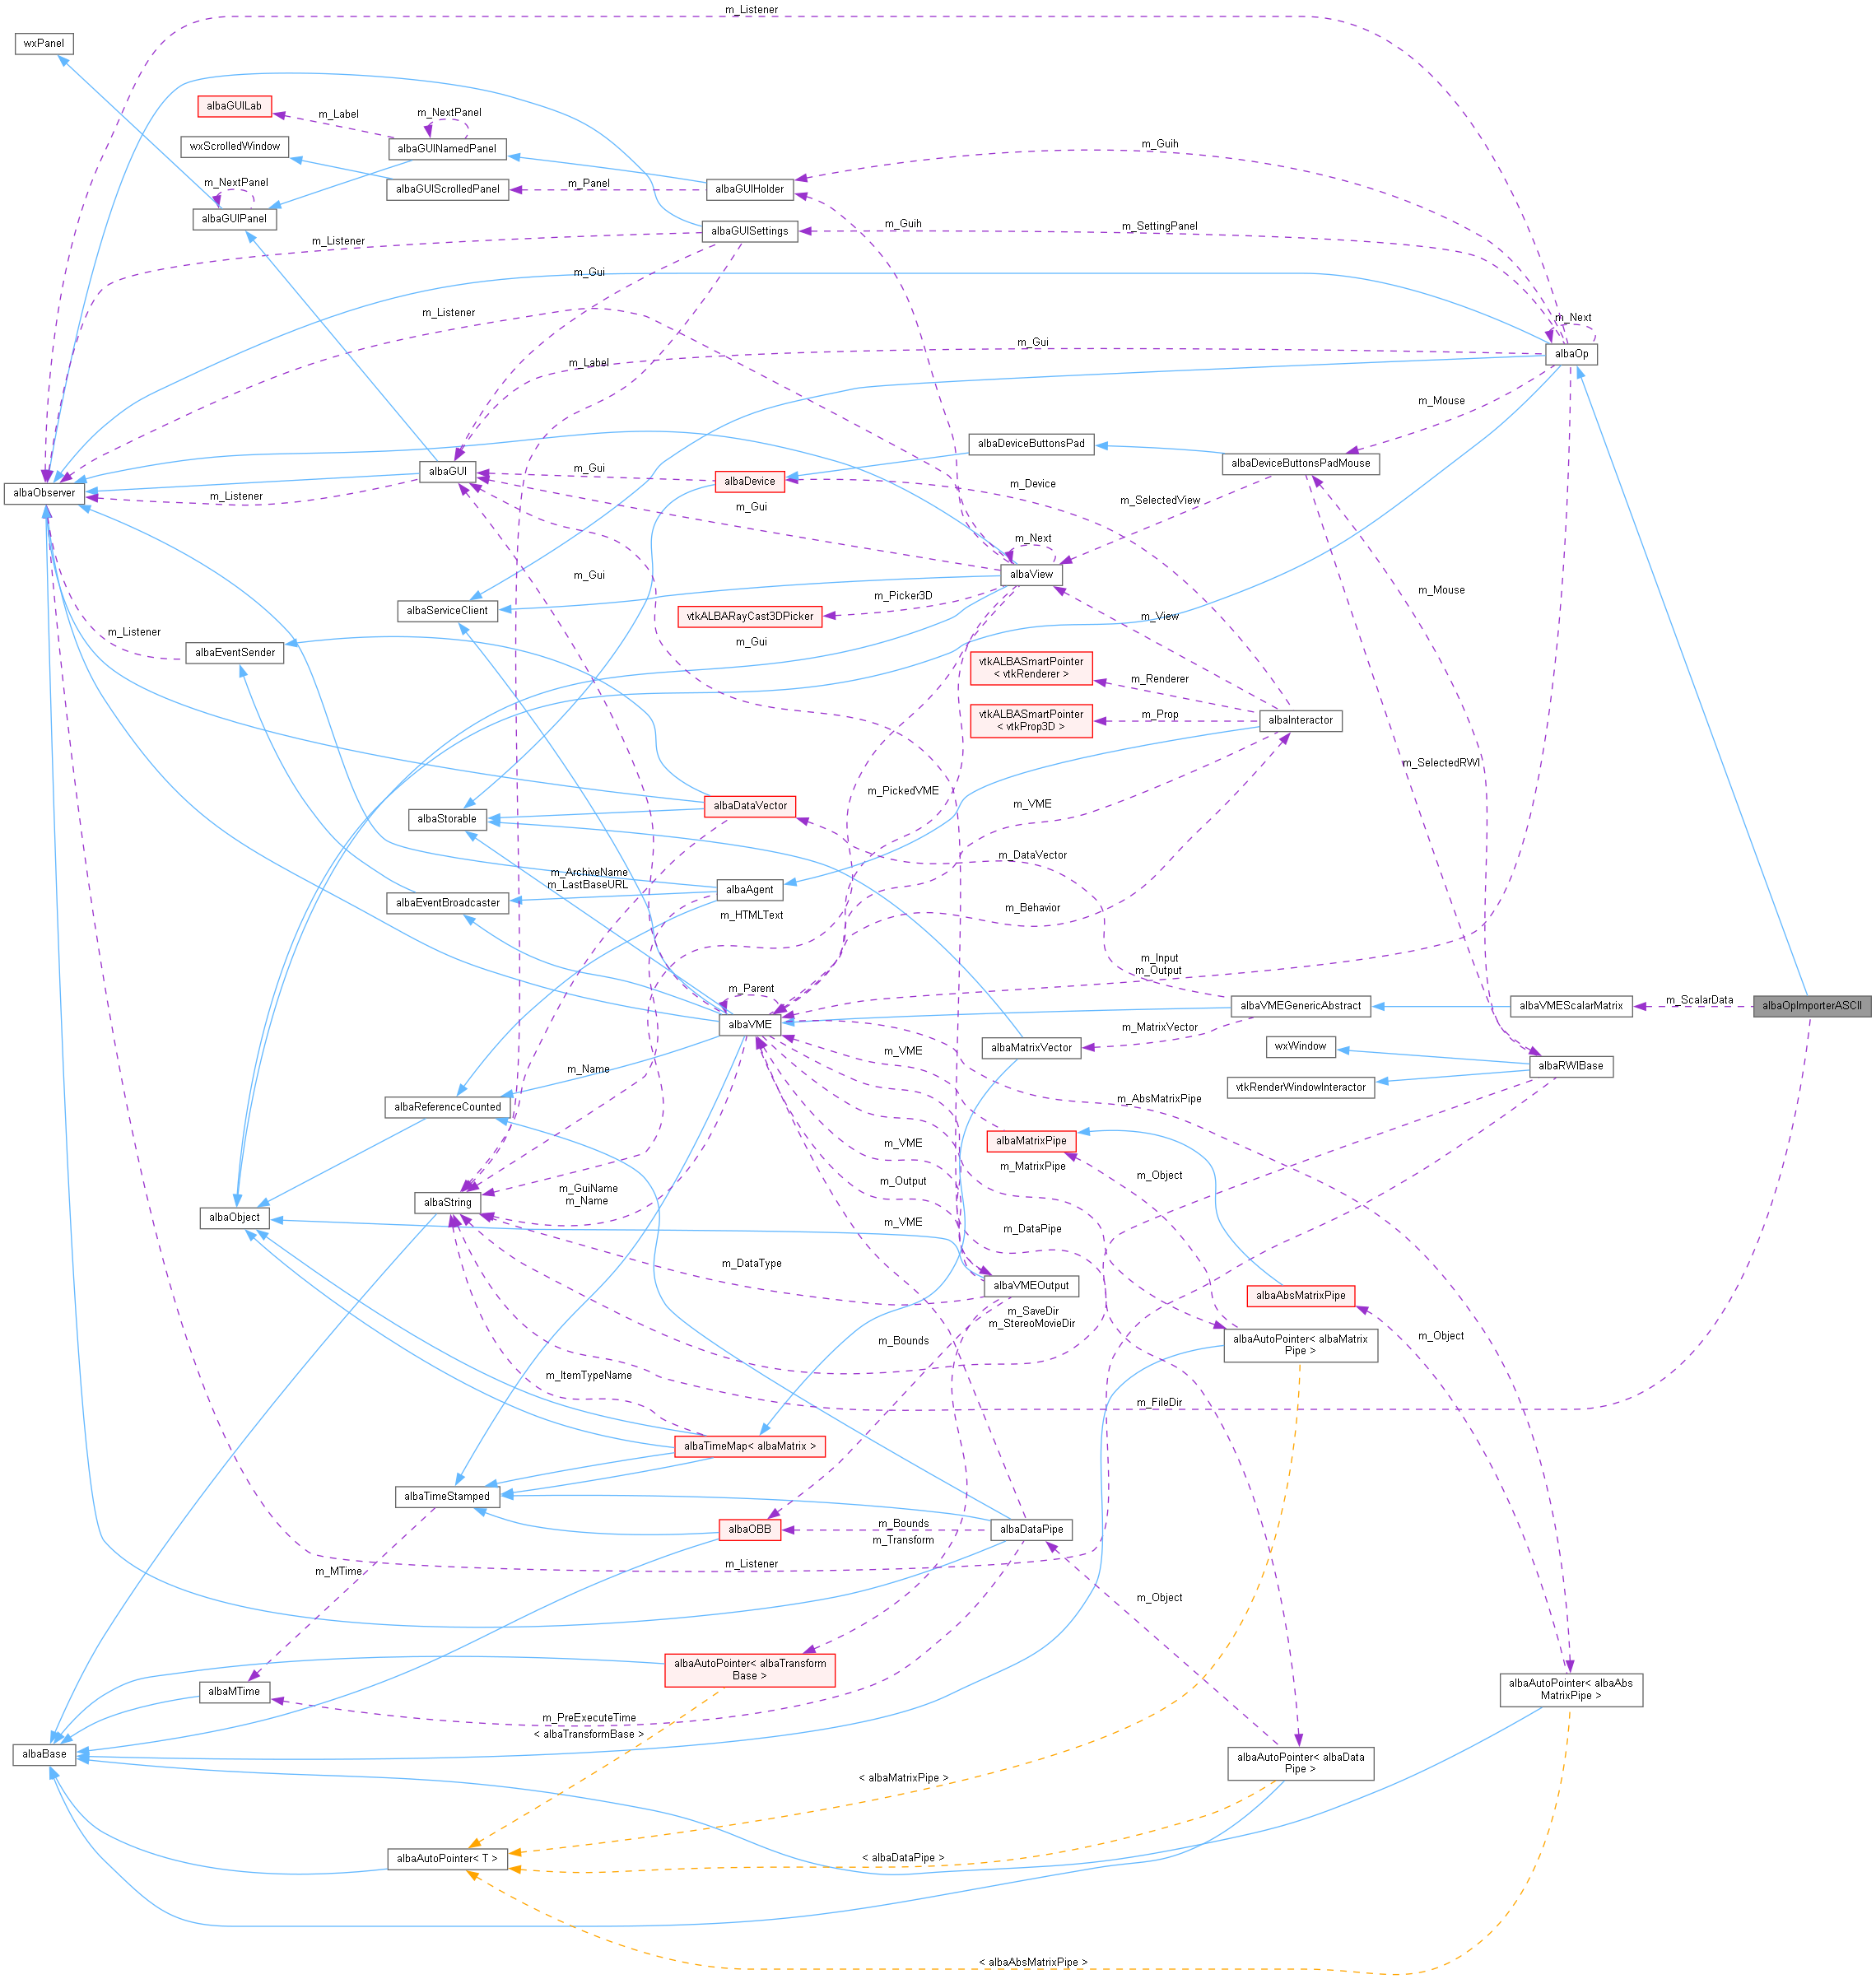 m_Listener
wxPanel
albaGUILab
m_Label
m_NextPanel
wxScrolledWindow
albaGUINamedPanel
m_Guih
m_NextPanel
albaGUIScrolledPanel
m_Panel
albaGUIHolder
albaGUIPanel
m_Listener
albaGUISettings
m_Guih
m_SettingPanel
m_Gui
m_Listener
m_Next
m_Label
m_Gui
albaOp
m_Mouse
albaDeviceButtonsPad
albaGUI
m_Gui
albaDevice
m_Device
albaDeviceButtonsPadMouse
albaObserver
m_Listener
m_Gui
m_SelectedView
m_Next
m_Gui
albaView
albaServiceClient
m_Picker3D
vtkALBARayCast3DPicker
m_View
m_Mouse
m_Listener
albaEventSender
m_Gui
vtkALBASmartPointer
< vtkRenderer >
m_Renderer
vtkALBASmartPointer
< vtkProp3D >
m_Prop
albaInteractor
m_SelectedRWI
albaStorable
albaDataVector
m_PickedVME
m_VME
m_DataVector
m_ArchiveName
m_LastBaseURL
albaAgent
albaEventBroadcaster
m_HTMLText
m_Behavior
m_Input
m_Output
m_Parent
albaVME
albaVMEGenericAbstract
albaVMEScalarMatrix
m_ScalarData
albaOpImporterASCII
m_MatrixVector
albaMatrixVector
wxWindow
m_VME
albaRWIBase
m_Name
vtkRenderWindowInteractor
albaReferenceCounted
m_AbsMatrixPipe
m_VME
albaMatrixPipe
m_MatrixPipe
m_Object
m_Output
m_GuiName
m_Name
albaString
albaObject
m_VME
m_DataPipe
m_DataType
albaVMEOutput
albaAbsMatrixPipe
m_SaveDir
m_StereoMovieDir
m_Bounds
albaAutoPointer< albaMatrix
Pipe >
m_Object
m_ItemTypeName
m_FileDir
albaTimeMap< albaMatrix >
albaTimeStamped
albaOBB
m_Bounds
m_Transform
albaDataPipe
m_MTime
m_Listener
m_Object
albaAutoPointer< albaTransform
Base >
albaMTime
albaAutoPointer< albaAbs
MatrixPipe >
m_PreExecuteTime
< albaTransformBase >
albaBase
albaAutoPointer< albaData
Pipe >
< albaMatrixPipe >
albaAutoPointer< T >
< albaDataPipe >
< albaAbsMatrixPipe >